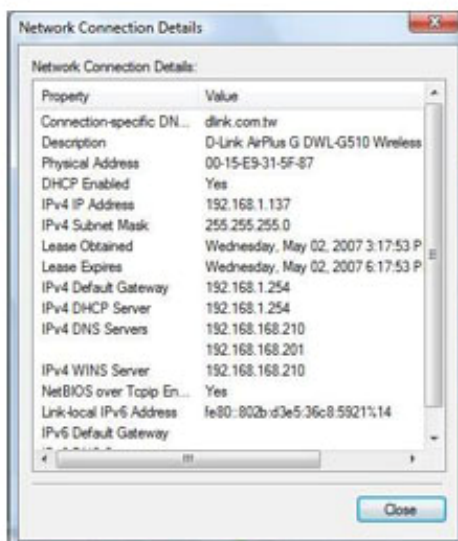 Network Connection Details
Network Connection Details:
Property Value
Connection-specific DN... dlink.com.tw
Description D-Link AirPlus G DWL-G510 Wireless
Physical Address 00-15-E9-31-5F-87
DHCP Enabled Yes
IPv4 IP Address 192.168.1.137
IPv4 Subnet Mask 255.255.255.0
Lease Obtained Wednesday, May 02, 2007 3:17:53 P
Lease Expires Wednesday, May 02, 2007 6:17:53 P
IPv4 Default Gateway 192.168.1.254
IPv4 DHCP Server 192.168.1.254
IPv4 DNS Servers 192.168.168.210
192.168.168.201
IPv4 WINS Server 192.168.168.210
NetBIOS over Tcpip En... Yes
Link-local IPv6 Address fe80::802b:d3e5:36c8:5921%14
IPv6 Default Gateway
Close